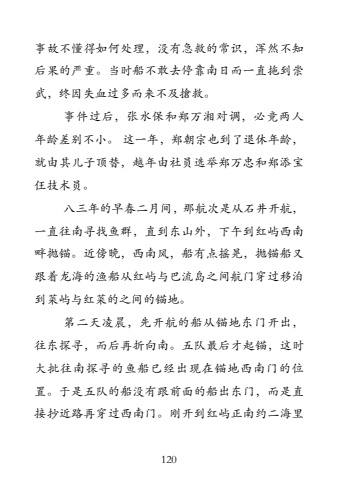 事故不懂得如何处理，没有急救的常识，浑然不知
后果的严重。当时船不敢去停靠南日而一直拖到崇
武，终因失血过多而来不及搶救。
事件过后，张水保和郑万湘对调，必竟两人
年龄差别不小。 这一年，郑朝宗也到了退休年龄，
就由其儿子顶替，越年由社員选举郑万忠和郑添宝
任技术员。
八三年的早春二月间，那航次是从石井开航，
一直往南寻找鱼群，直到东山外，下午到红屿西南
畔抛锚。近傍晚，西南风，船有点摇晃，抛锚船又
跟着龙海的渔船从红屿与巴流岛之间航门穿过移泊
到菜屿与红菜的之间的锚地。
第二天凌晨，先开航的船从锚地东门开出，
往东探寻，而后再折向南。五队最后才起锚，这时
大批往南探寻的鱼船已经出现在锚地西南门的位
置。于是五队的船没有跟前面的船出东门，而是直
接抄近路再穿过西南门。刚开到红屿正南约二海里
120